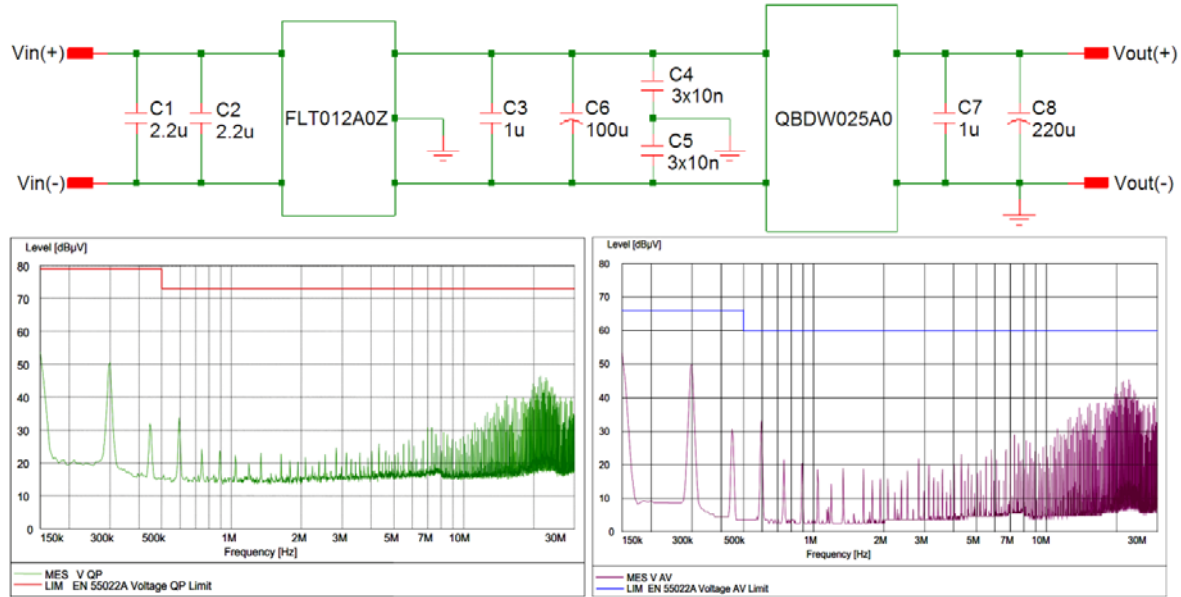 Vin(+)
Vin(-)
C1
2.2u
C2
2.2u
FLT012A0Z
C3
1u
C6
100u
C4
3x10n
C5
3x10n
QBDW025A0
C7
1u
C8
220u
Vout(+)
Vout(-)
Level [dBµV]
80
70
60
50
40
30
20
10
0
150k 300k 500k 1M 2M 3M 5M 7M 10M 30M
Frequency [Hz]
MES V QP
LIM EN 55022A Voltage QP Limit
Level [dBµV]
80
70
60
50
40
30
20
10
0
150k 300k 500k 1M 2M 3M 5M 7M 10M 30M
Frequency [Hz]
MES V AV
LIM EN 55022A Voltage AV Limit